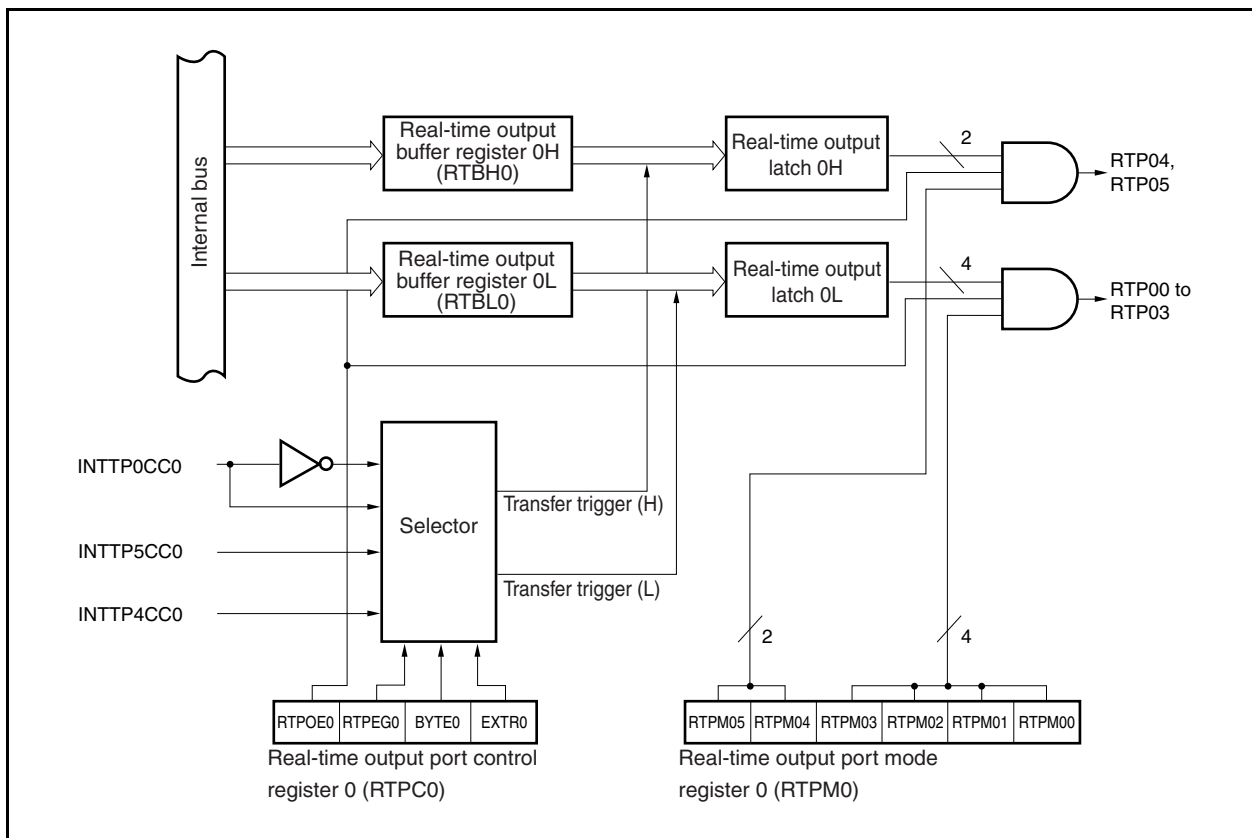 Internal bus
Real-time output
buffer register 0H
(RTBH0)
Real-time output
latch 0H
2
RTP04,
RTP05
Real-time output
buffer register 0L
(RTBL0)
Real-time output
latch 0L
4
RTP00 to
RTP03
INTTP0CC0
INTTP5CC0
INTTP4CC0
Selector
Transfer trigger (H)
Transfer trigger (L)
2
4
RTPOE0 RTPEG0 BYTE0 EXTR0
Real-time output port control
register 0 (RTPC0)
RTPM05 RTPM04 RTPM03 RTPM02 RTPM01 RTPM00
Real-time output port mode
register 0 (RTPM0)